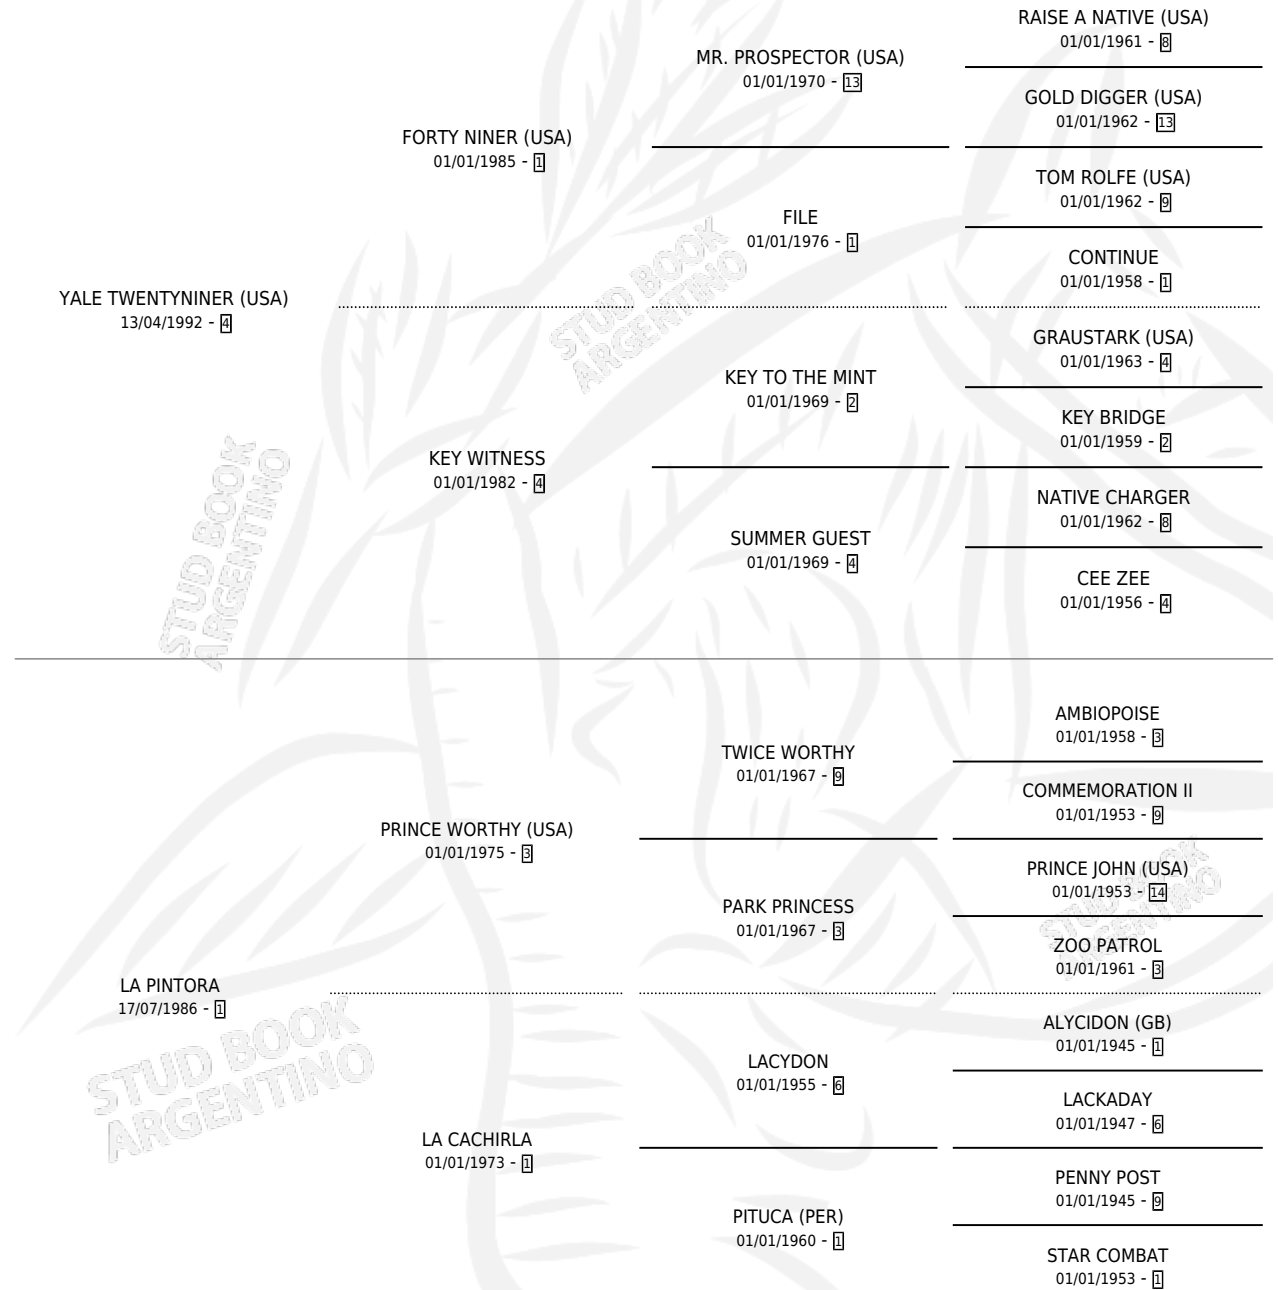 RAISE A NATIVE (USA)
01/01/1961 - 8
MR. PROSPECTOR (USA)
01/01/1970 - 13
GOLD DIGGER (USA)
01/01/1962 - 13
FORTY NINER (USA)
01/01/1985 - 1
TOM ROLFE (USA)
01/01/1962 - 9
FILE
01/01/1976 - 1
CONTINUE
01/01/1958 - 1
YALE TWENTYNINER (USA)
13/04/1992 - 4
GRAUSTARK (USA)
01/01/1963 - 4
KEY TO THE MINT
01/01/1969 - 2
KEY BRIDGE
01/01/1959 - 2
KEY WITNESS
01/01/1982 - 4
NATIVE CHARGER
01/01/1962 - 8
SUMMER GUEST
01/01/1969 - 4
CEE ZEE
01/01/1956 - 4
AMBIOPOISE
01/01/1958 - 3
TWICE WORTHY
01/01/1967 - 9
COMMEMORATION II
01/01/1953 - 9
PRINCE WORTHY (USA)
01/01/1975 - 3
PRINCE JOHN (USA)
01/01/1953 - 14
PARK PRINCESS
01/01/1967 - 3
ZOO PATROL
01/01/1961 - 3
LA PINTORA
17/07/1986 - 1
ALYCIDON (GB)
01/01/1945 - 1
LACYDON
01/01/1955 - 6
LACKADAY
01/01/1947 - 6
LA CACHIRLA
01/01/1973 - 1
PENNY POST
01/01/1945 - 9
PITUCA (PER)
01/01/1960 - 1
STAR COMBAT
01/01/1953 - 1
STUD BOOK
ARGENTINO
STUD BOOK
ARGENTINO
STUD BOOK
ARGENTINO
STUD BOOK
ARGENTINO